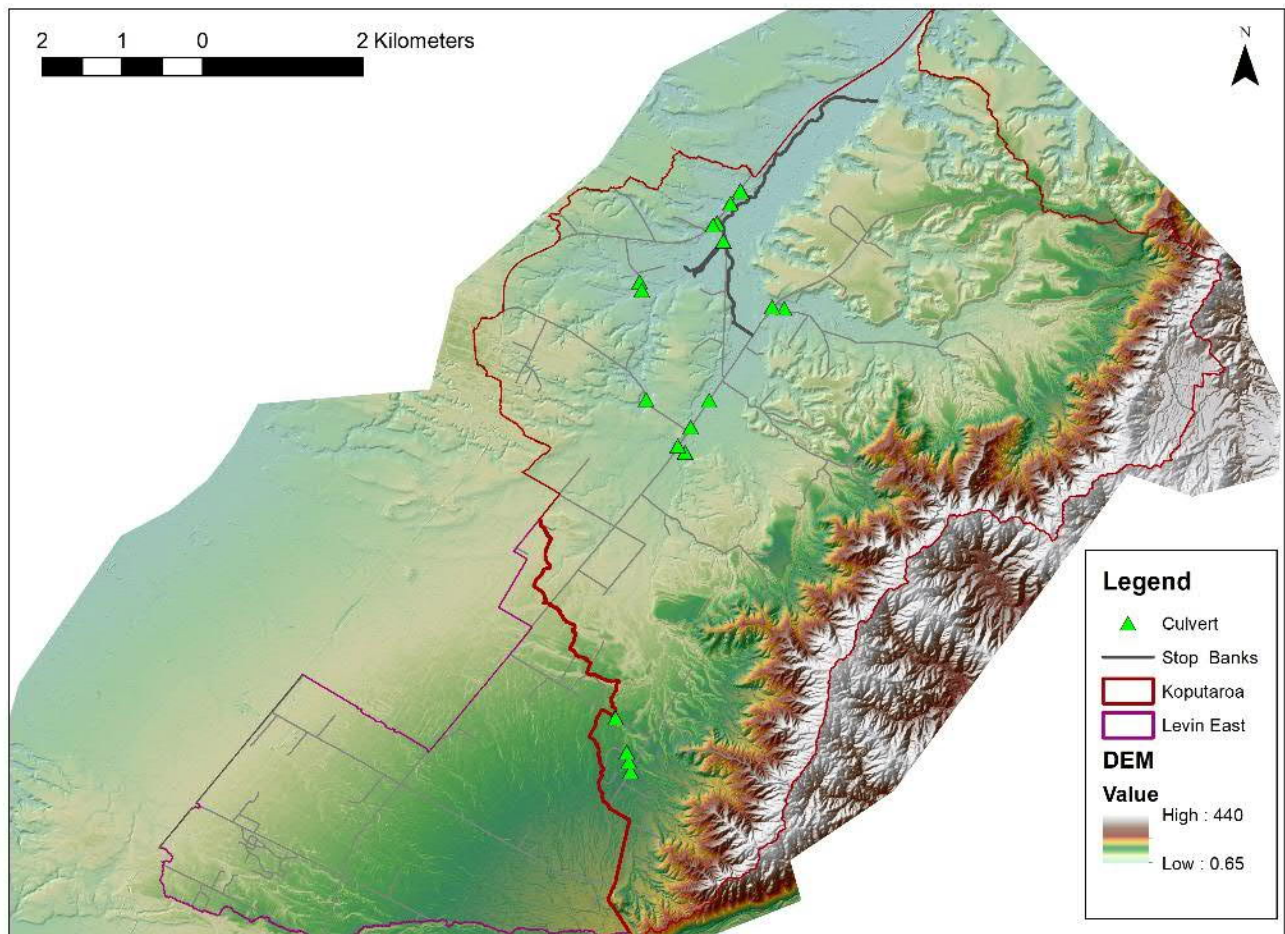 2 1 0 2 Kilometers
N
Legend
Culvert
Stop Banks
Koputaroa
Levin East
DEM
Value
High : 440
Low : 0.65